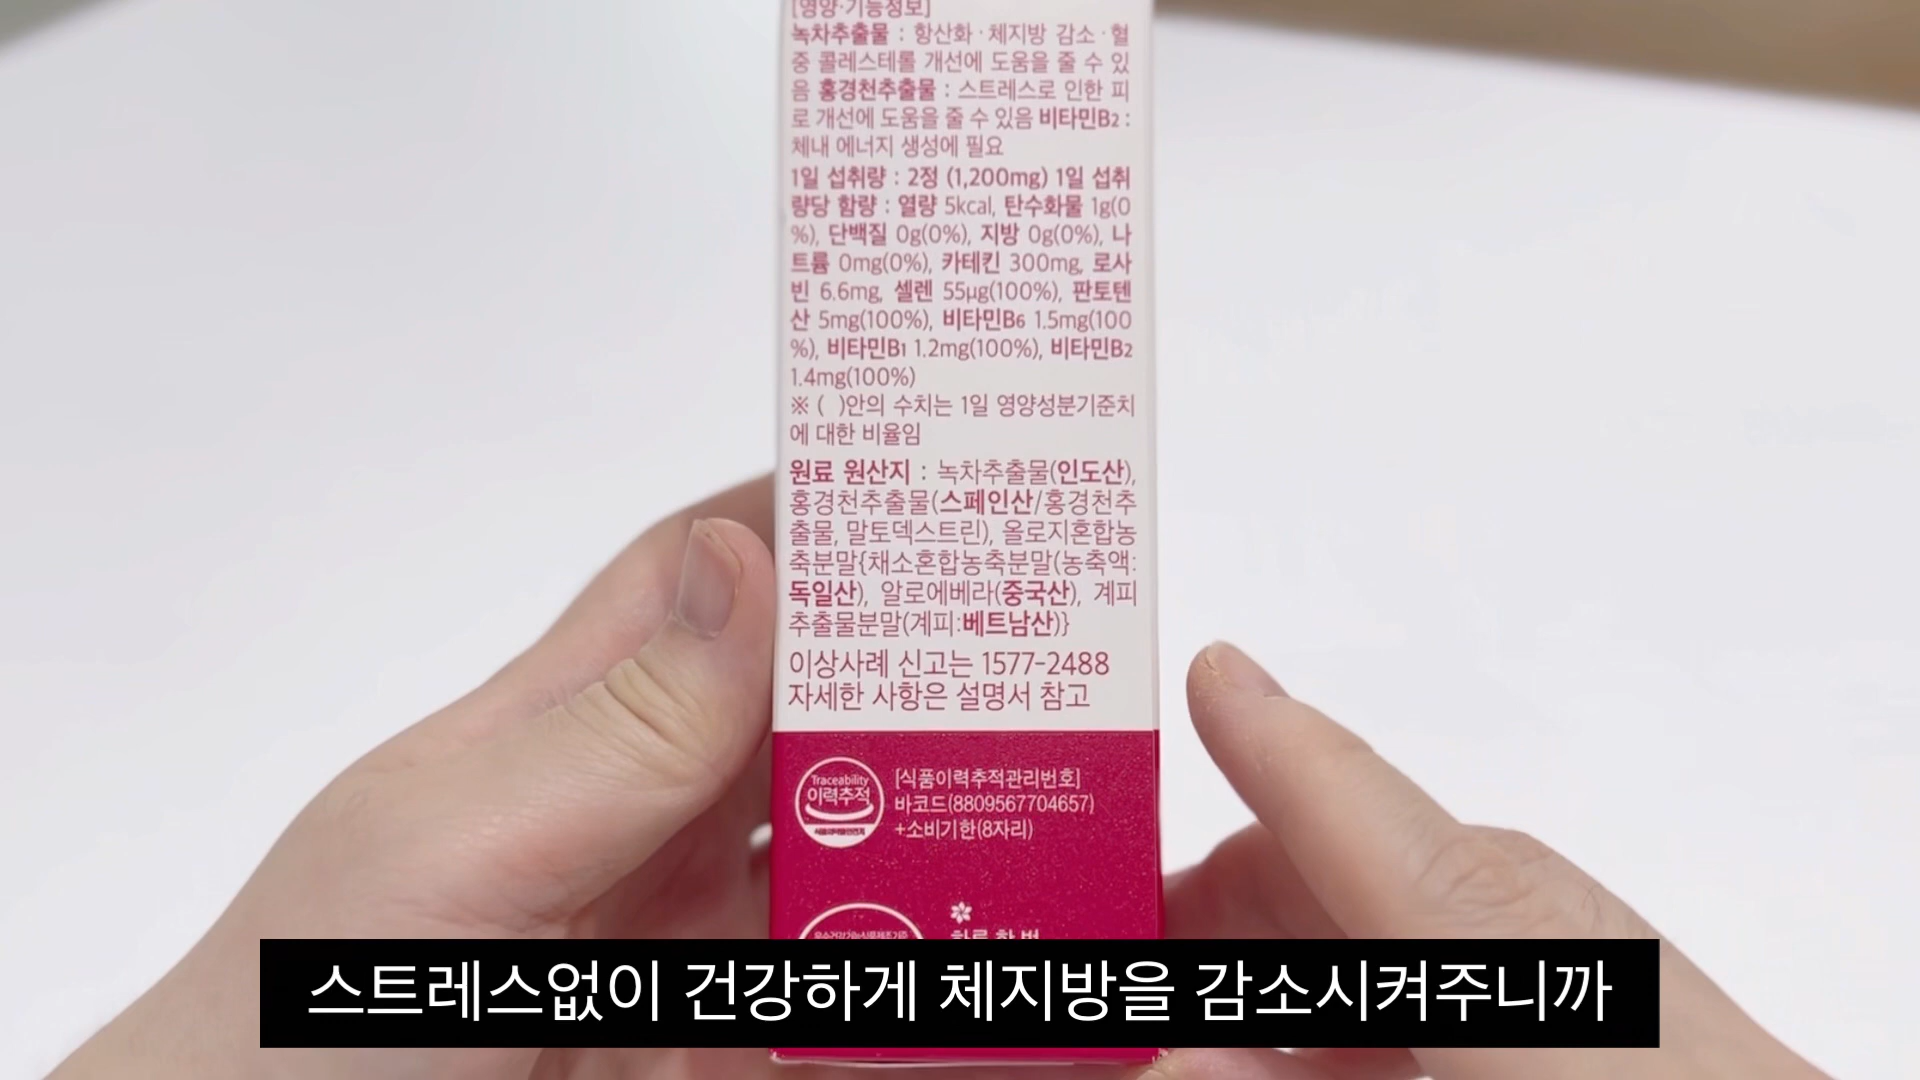 [영양·기능정보]
녹차추출물 : 항산화·체지방 감소·혈
중 콜레스테롤 개선에 도움을 줄 수 있
음 홍경천추출물 : 스트레스로 인한 피
로 개선에 도움을 줄 수 있음 비타민B2 :
체내 에너지 생성에 필요
1일 섭취량 : 2정 (1,200mg) 1일 섭취
량당 함량 : 열량 5kcal, 탄수화물 1g(0
%), 단백질 0g(0%), 지방 0g(0%), 나
트륨 0mg(0%), 카테킨 300mg, 로사
빈 6.6mg, 셀렌 55μg(100%), 판토텐
산 5mg(100%), 비타민B6 1.5mg(100
%), 비타민B1 1.2mg(100%), 비타민B2
1.4mg(100%)
※ ( )안의 수치는 1일 영양성분기준치
에 대한 비율임
원료 원산지 : 녹차추출물(인도산),
홍경천추출물(스페인산/홍경천추
출물, 말토덱스트린), 올로지혼합농
축분말{채소혼합농축분말(농축액:
독일산), 알로에베라(중국산), 계피
추출물분말(계피:베트남산)}
이상사례 신고는 1577-2488
자세한 사항은 설명서 참고
Traceability
이력추적
[식품이력추적관리번호]
바코드(8809567704657)
+소비기한(8자리)
하루 한 번
스트레스없이 건강하게 체지방을 감소시켜주니까